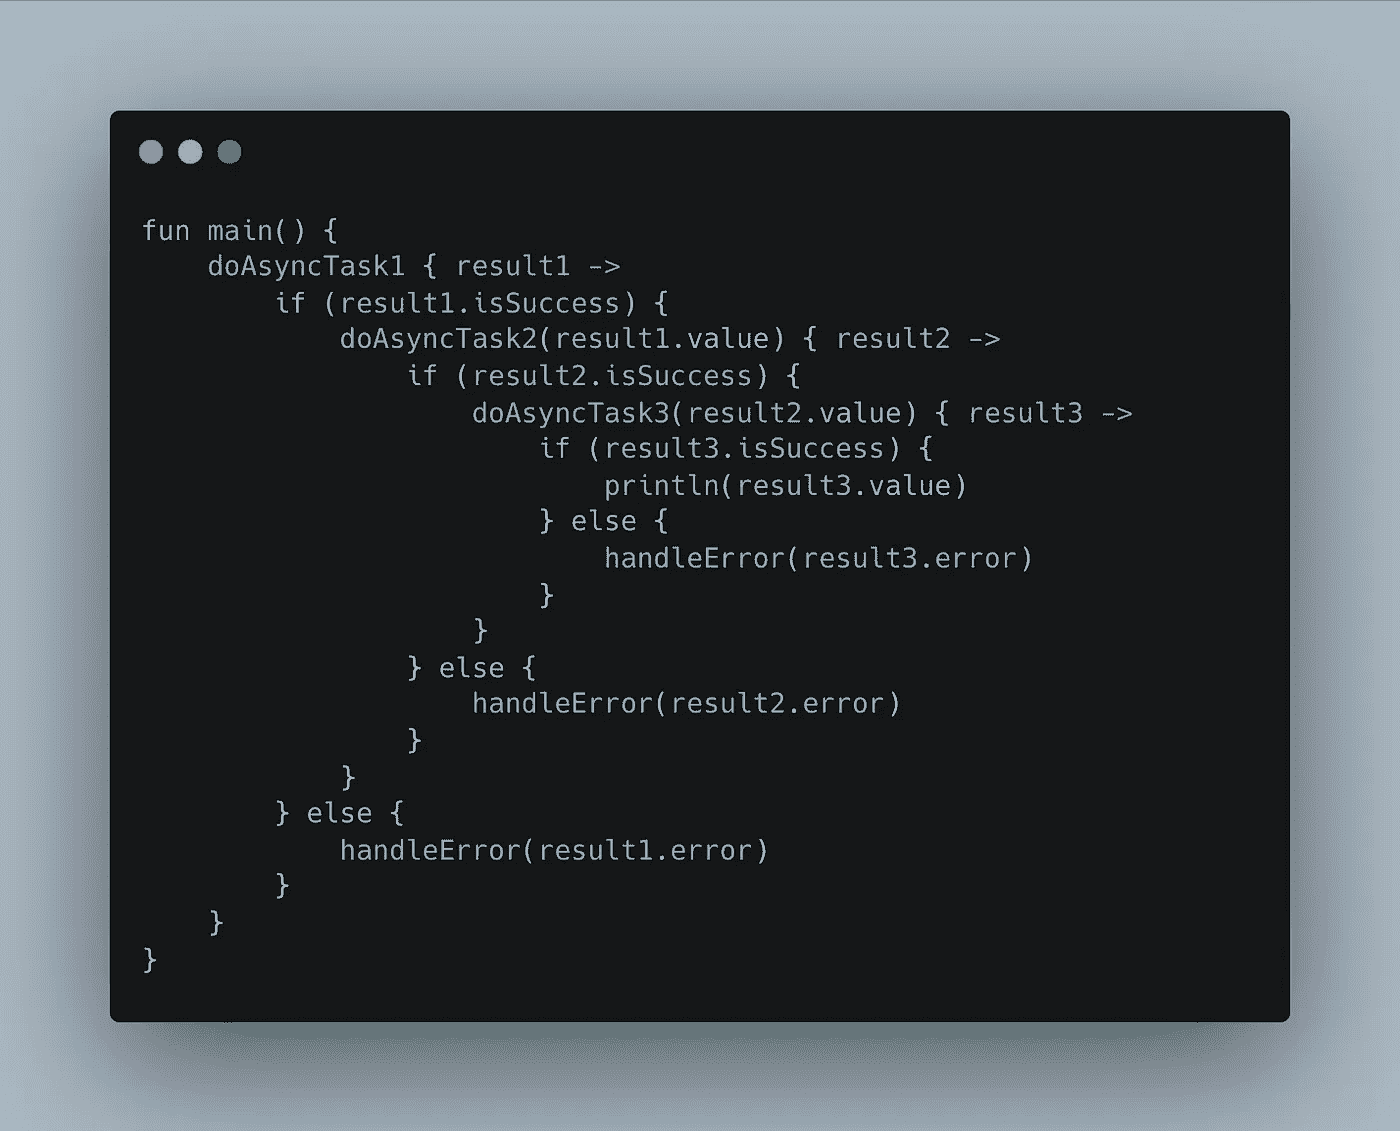 fun main() {
    doAsyncTask1 { result1 ->
        if (result1.isSuccess) {
            doAsyncTask2(result1.value) { result2 ->
                if (result2.isSuccess) {
                    doAsyncTask3(result2.value) { result3 ->
                        if (result3.isSuccess) {
                            println(result3.value)
                        } else {
                            handleError(result3.error)
                        }
                    }
                } else {
                    handleError(result2.error)
                }
            }
        } else {
            handleError(result1.error)
        }
    }
}